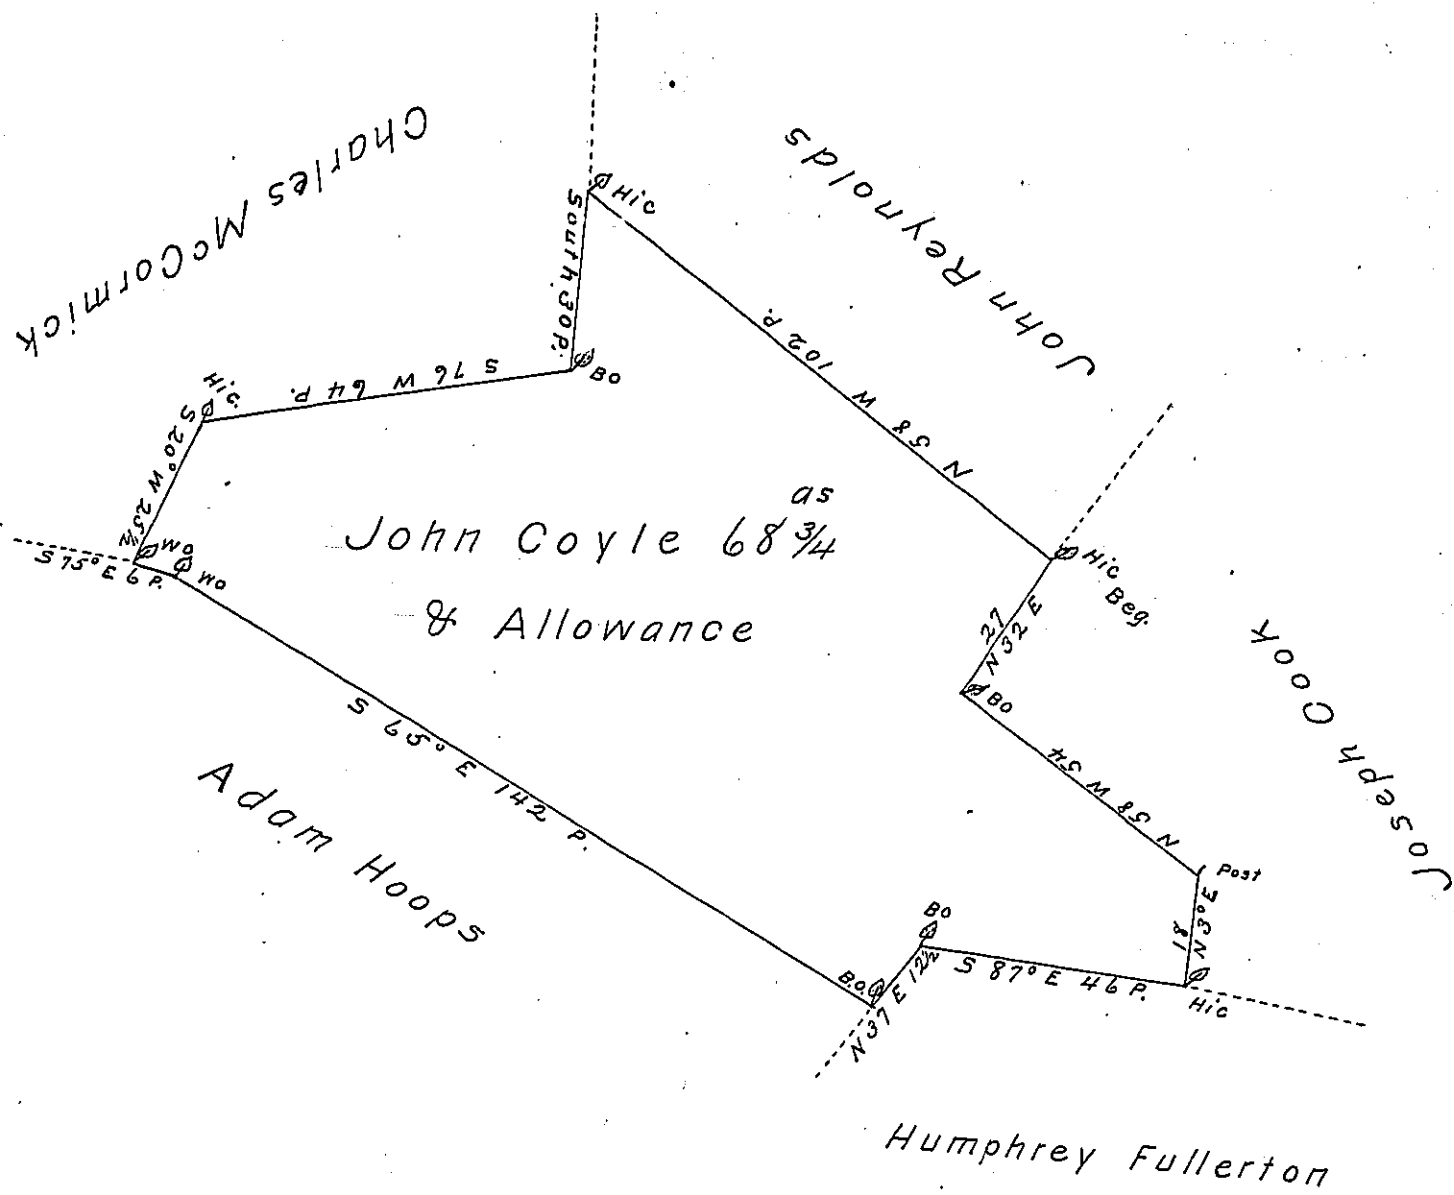 Charles McCormick
John Reynolds
Hic
South 30 P.
Bo
S 76 W 64 P.
Hic
S 20° W 25½
Wo
Wo
S 75° E 6 P.
N 58 W 102 P.
John Coyle 68 ¾ as
& Allowance
Hic
Beg.
27
N 32 E
Bo
Joseph Cook
N 58 W 54
Post
18
N 3° E
Hic
S 65° E 142 P.
Adam Hoops
Bo
B.O.
N 37 E 12½
S 87° E 46 P.
Humphrey Fullerton